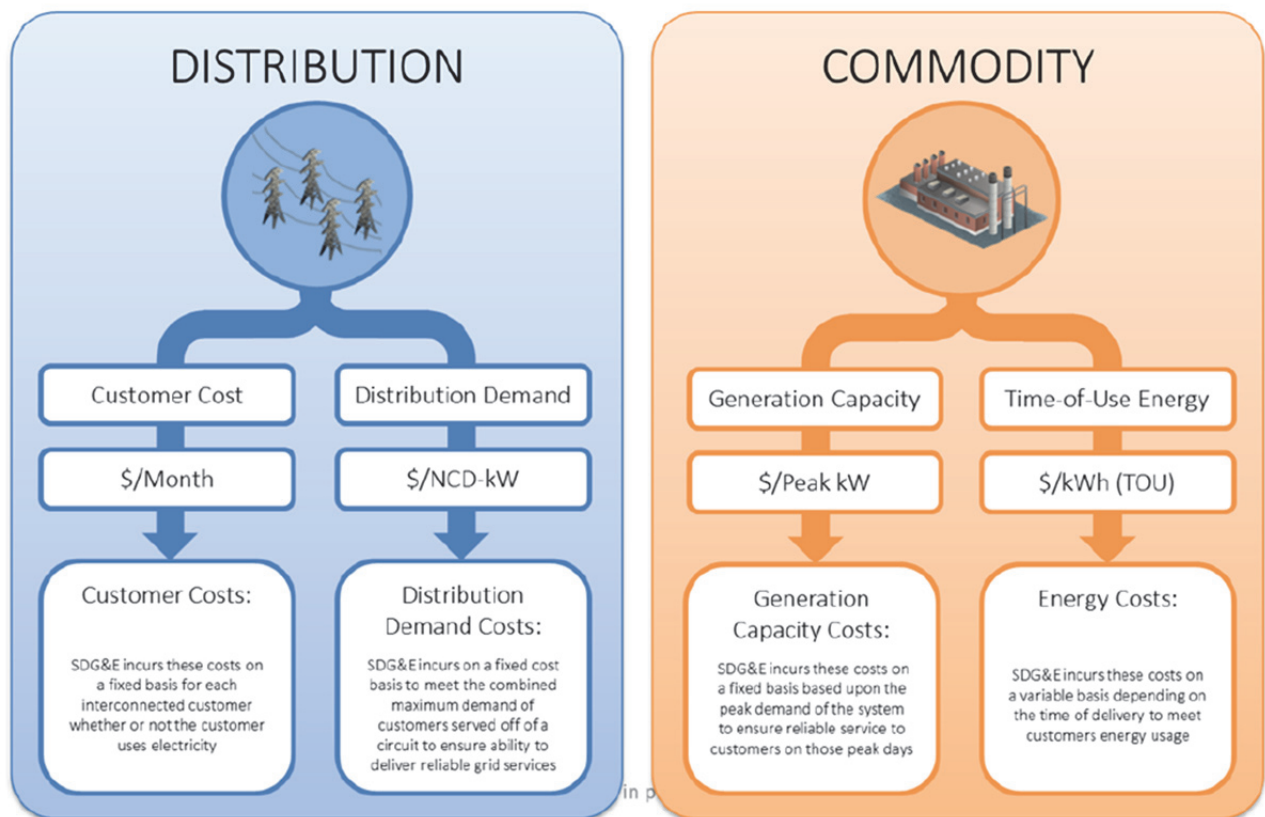 DISTRIBUTION
Customer Cost
$/Month
Customer Costs:
SDG&E incurs these costs on
a fixed basis for each
interconnected customer
whether or not the customer
uses electricity
Distribution Demand
$/NCD-kW
Distribution
Demand Costs:
SDG&E incurs on a fixed cost
basis to meet the combined
maximum demand of
customers served off of a
circuit to ensure ability to
deliver reliable grid services
COMMODITY
Generation Capacity
$/Peak kW
Generation
Capacity Costs:
SDG&E incurs these costs on
a fixed basis based upon the
peak demand of the system
to ensure reliable service to
customers on those peak days
Time-of-Use Energy
$/kWh (TOU)
Energy Costs:
SDG&E incurs these costs on
a variable basis depending on
the time of delivery to meet
customers energy usage
in p